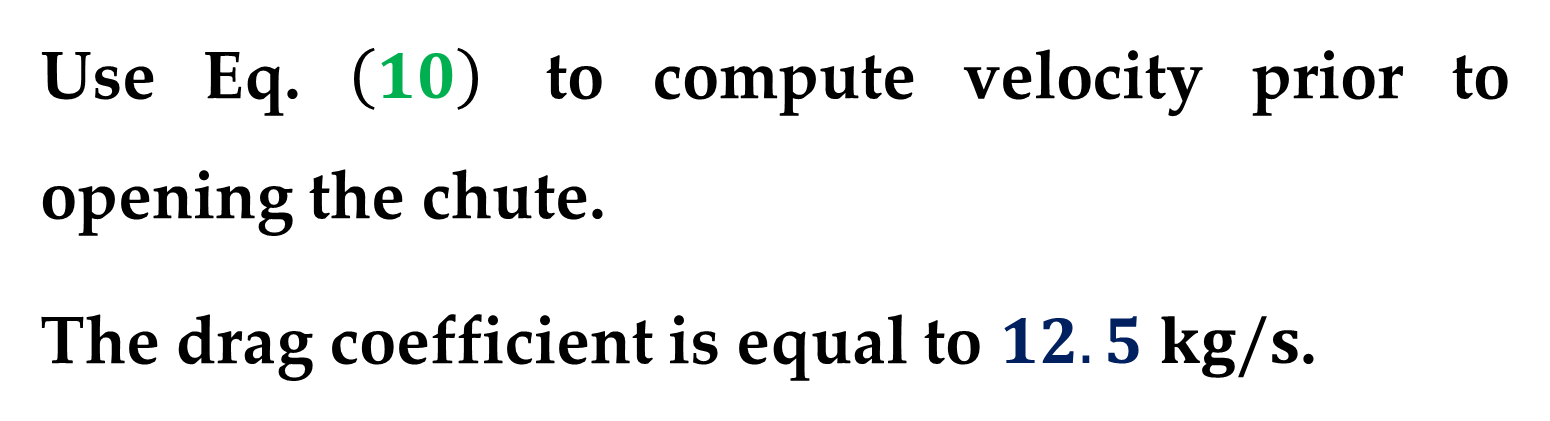 Use Eq. (10) to compute velocity prior to
opening the chute.
The drag coefficient is equal to 12.5 kg/s.